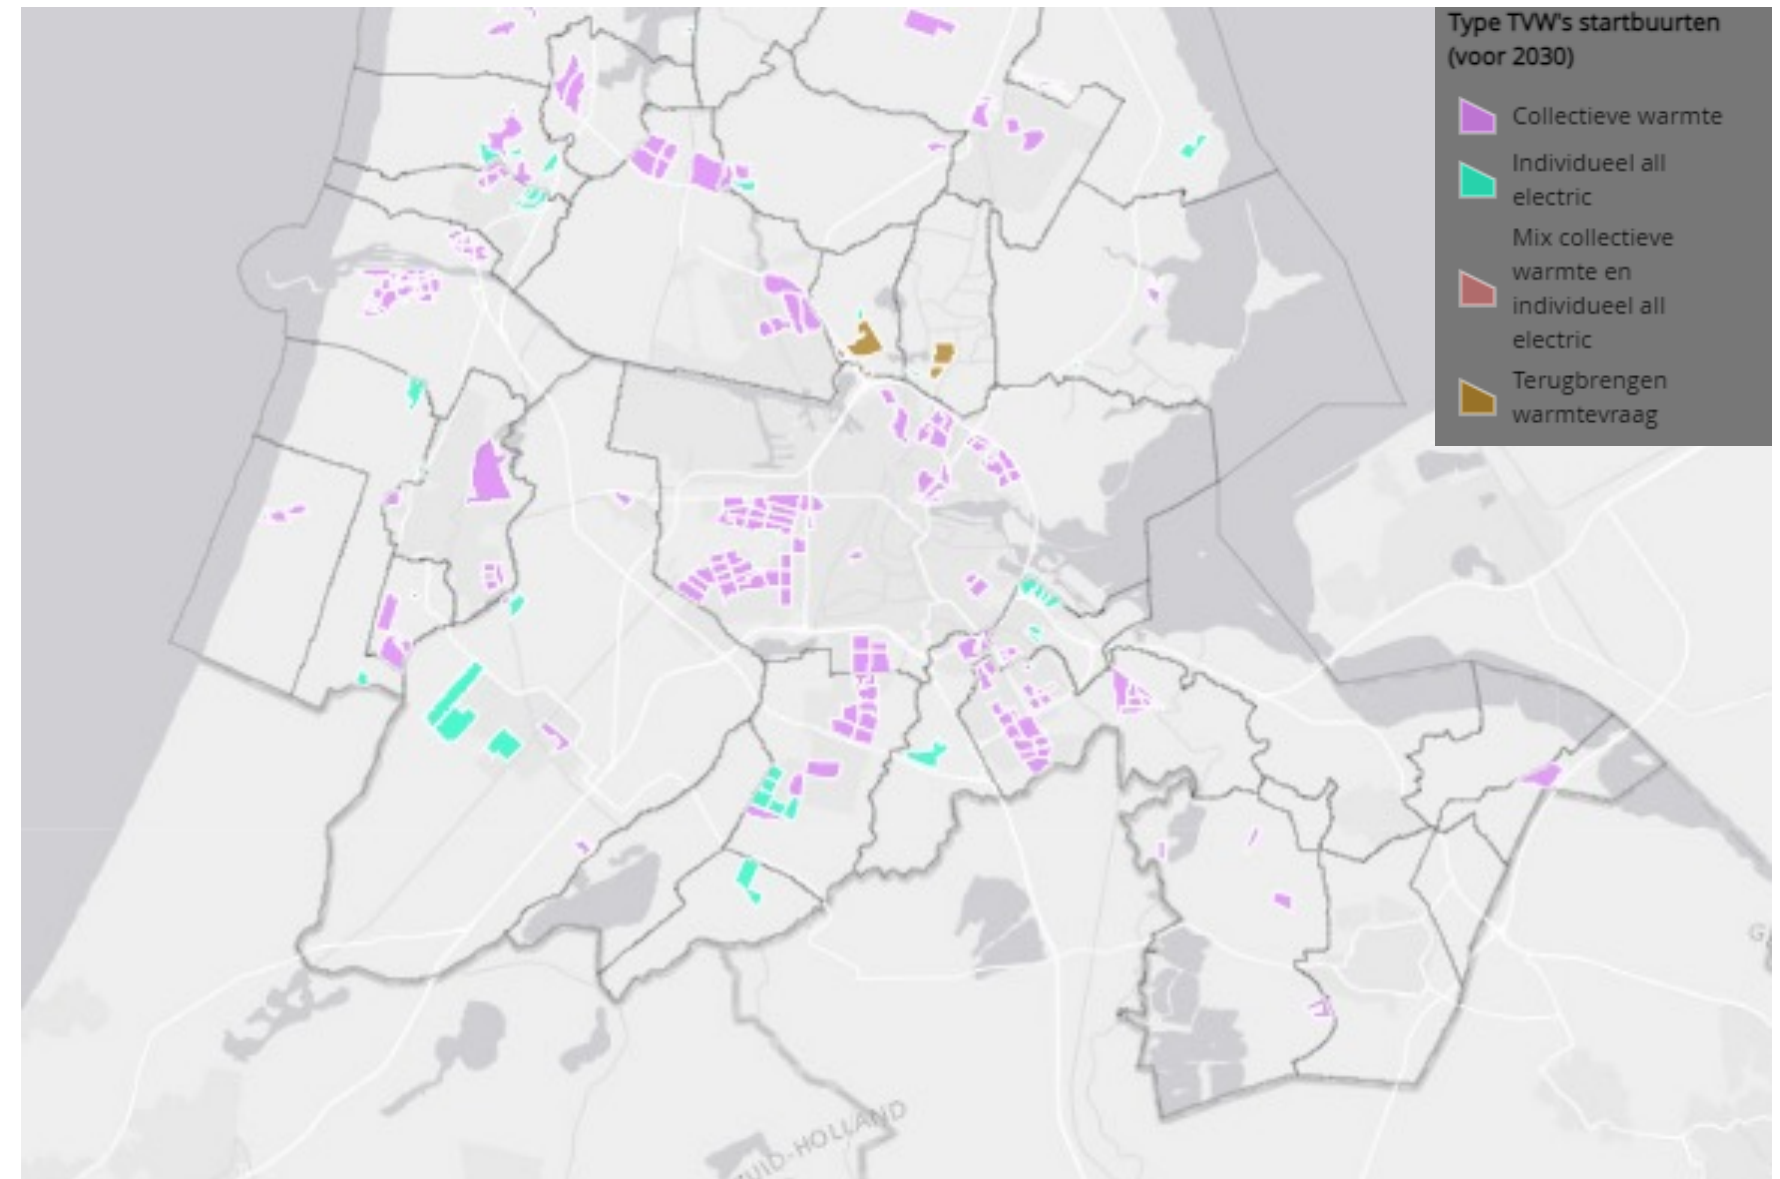 Type TVW's startbuurten
(voor 2030)
Collectieve warmte
Individueel all
electric
Mix collectieve
warmte en
individueel all
electric
Terugbrengen
warmtevraag
G
UID-HOLLAND